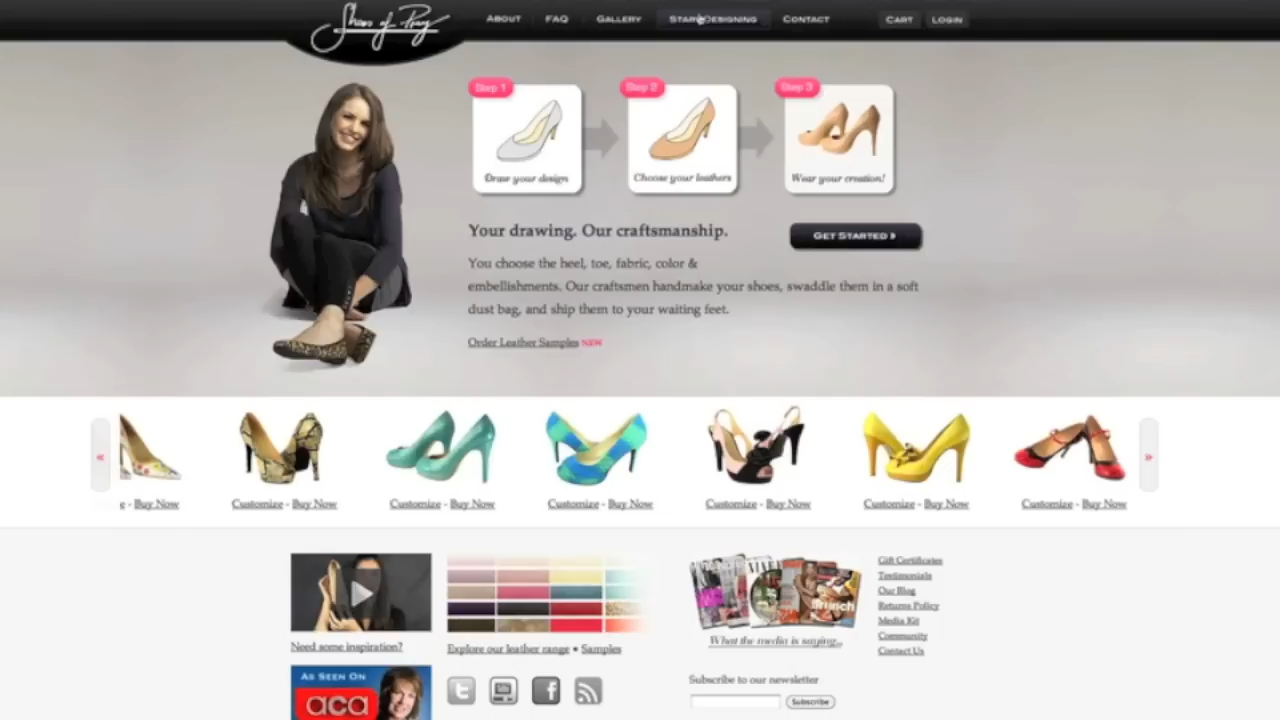 Shoes of Prey
ABOUT
FAQ
GALLERY
START DESIGNING
CONTACT
CART
LOGIN
Step 1
Step 2
Step 3
Draw your design
Choose your leathers
Wear your creation!
Your drawing. Our craftsmanship.
GET STARTED »
You choose the heel, toe, fabric, color &
embellishments. Our craftsmen handmake your shoes, swaddle them in a soft
dust bag, and ship them to your waiting feet.
Order Leather Samples NEW
«
»
e - Buy Now
Customize - Buy Now
Customize - Buy Now
Customize - Buy Now
Customize - Buy Now
Customize - Buy Now
Customize - Buy Now
Need some inspiration?
Explore our leather range • Samples
What the media is saying...
Gift Certificates
Testimonials
Our Blog
Returns Policy
Media Kit
Community
Contact Us
AS SEEN ON
aca
Subscribe to our newsletter
Subscribe